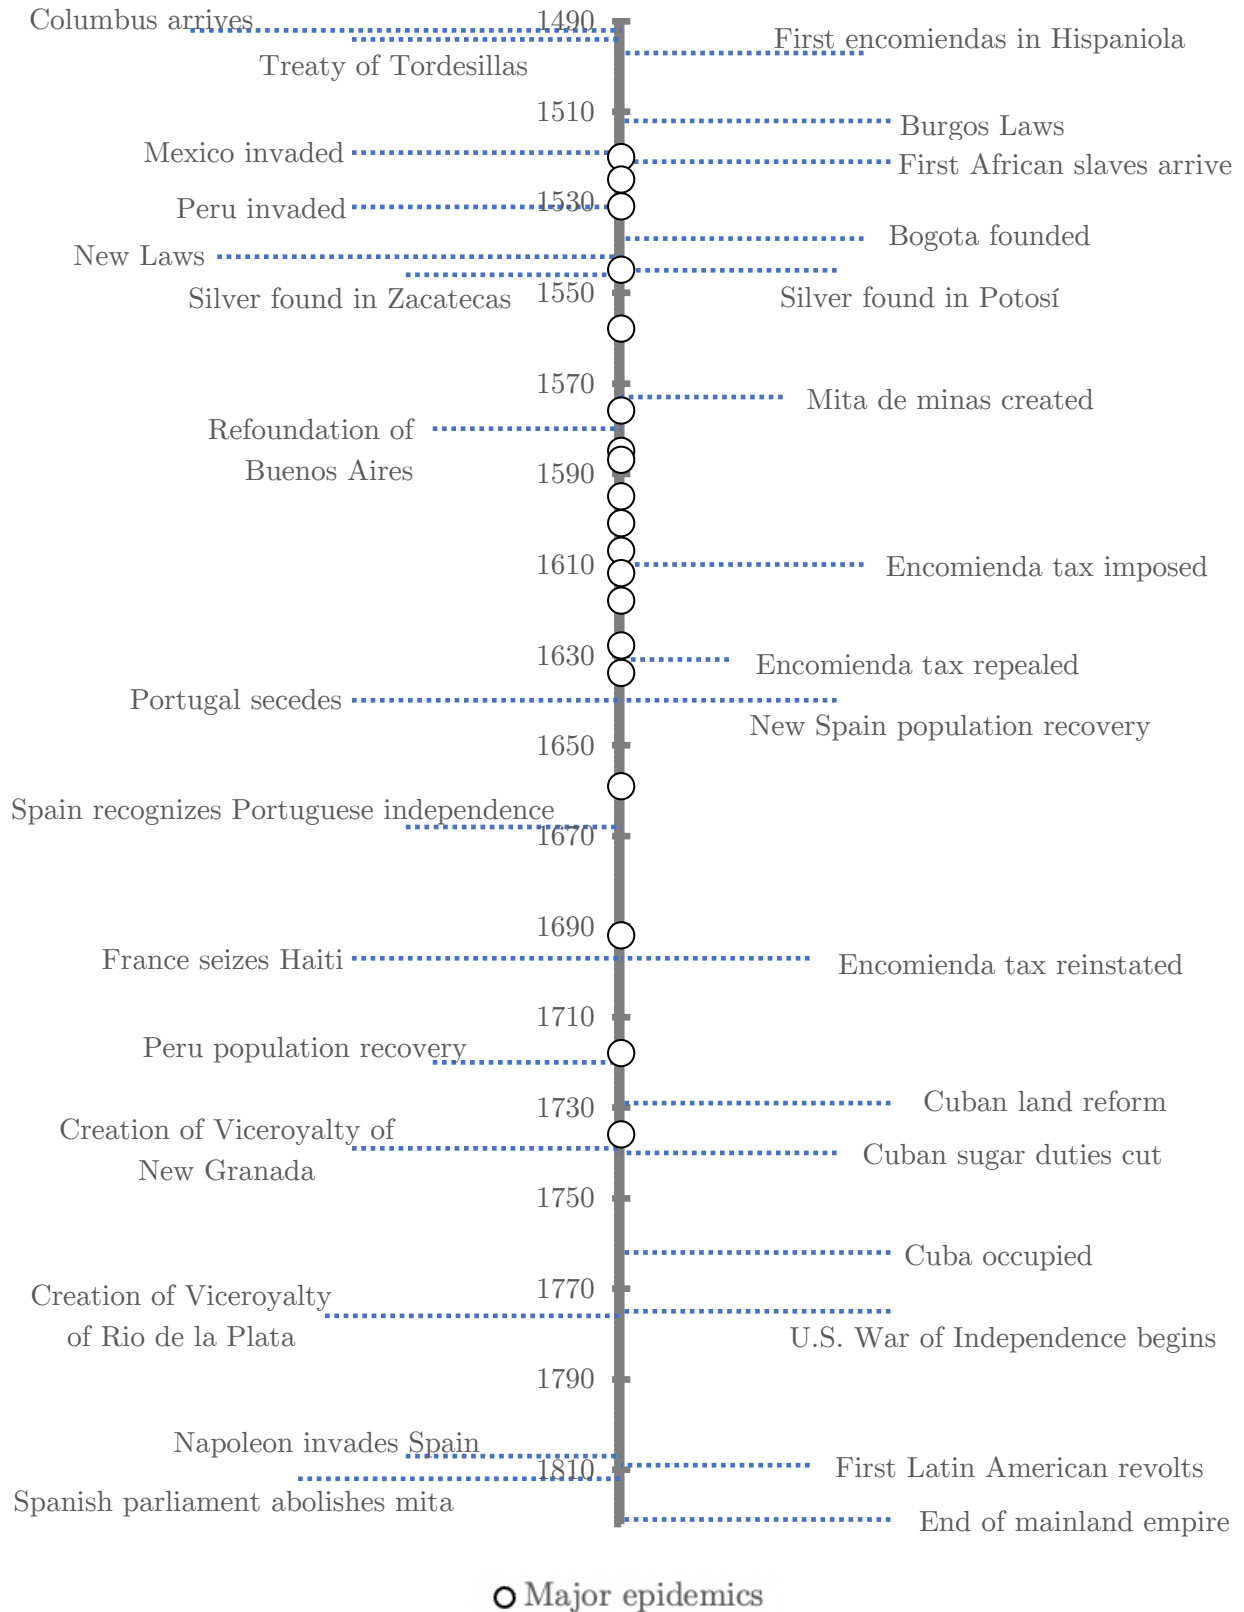 Columbus arrives
1490
First encomiendas in Hispaniola
Treaty of Tordesillas
1510
Burgos Laws
Mexico invaded
First African slaves arrive
1530
Peru invaded
Bogota founded
New Laws
1550
Silver found in Zacatecas
Silver found in Potosí
1570
Mita de minas created
Refoundation of
Buenos Aires
1590
1610
Encomienda tax imposed
1630
Encomienda tax repealed
Portugal secedes
New Spain population recovery
1650
Spain recognizes Portuguese independence
1670
1690
France seizes Haiti
Encomienda tax reinstated
1710
Peru population recovery
1730
Cuban land reform
Creation of Viceroyalty of
New Granada
Cuban sugar duties cut
1750
Cuba occupied
1770
Creation of Viceroyalty
of Rio de la Plata
U.S. War of Independence begins
1790
Napoleon invades Spain
1810
First Latin American revolts
Spanish parliament abolishes mita
End of mainland empire
Major epidemics